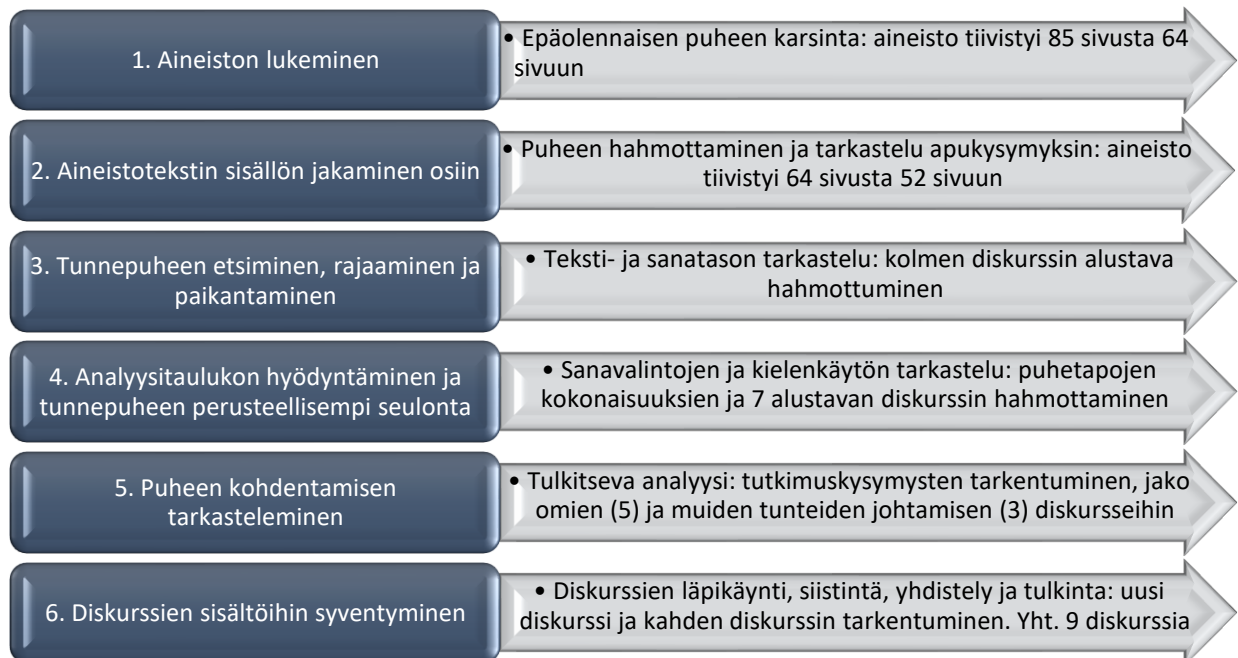 1. Aineiston lukeminen
• Epäolennaisen puheen karsinta: aineisto tiivistyi 85 sivusta 64
sivuun
2. Aineistotekstin sisällön jakaminen osiin
• Puheen hahmottaminen ja tarkastelu apukysymyksin: aineisto
tiivistyi 64 sivusta 52 sivuun
3. Tunnepuheen etsiminen, rajaaminen ja
paikantaminen
• Teksti- ja sanatason tarkastelu: kolmen diskurssin alustava
hahmottuminen
4. Analyysitaulukon hyödyntäminen ja
tunnepuheen perusteellisempi seulonta
• Sanavalintojen ja kielenkäytön tarkastelu: puhetapojen
kokonaisuuksien ja 7 alustavan diskurssin hahmottaminen
5. Puheen kohdentamisen
tarkasteleminen
• Tulkitseva analyysi: tutkimuskysymysten tarkentuminen, jako
omien (5) ja muiden tunteiden johtamisen (3) diskursseihin
6. Diskurssien sisältöihin syventyminen
• Diskurssien läpikäynti, siistintä, yhdistely ja tulkinta: uusi
diskurssi ja kahden diskurssin tarkentuminen. Yht. 9 diskurssia